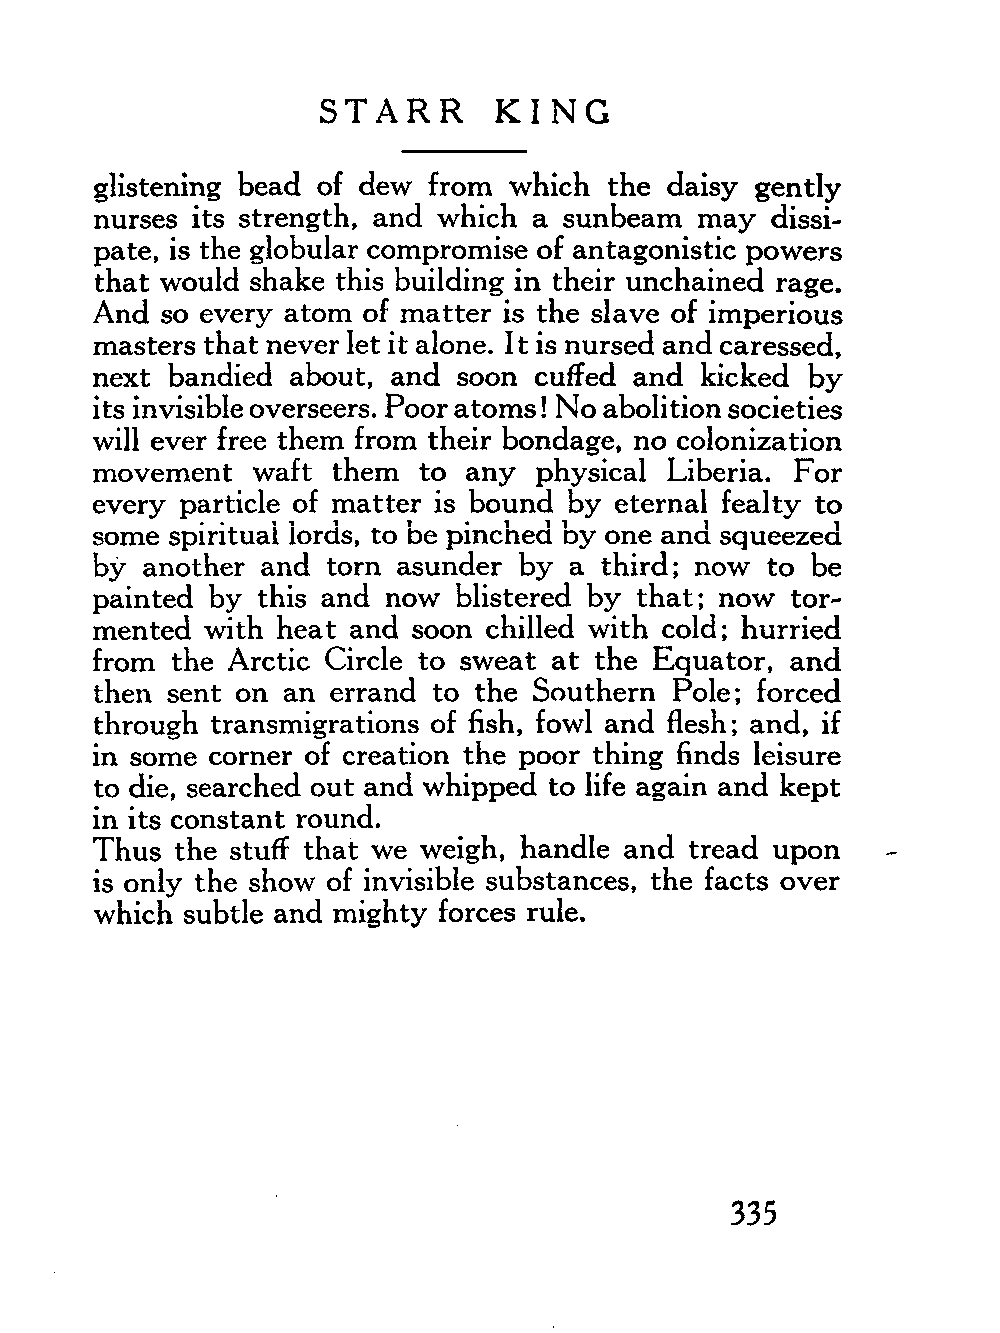 STARR KING
glistening bead of dew from which the daisy gently
nurses its strength, and which a sunbeam may dissi-
pate, is the globular compromise of antagonistic powers
that would shake this building in their unchained rage.
And so every atom of matter is the slave of imperious
masters that never let it alone. It is nursed and caressed,
next bandied about, and soon cuffed and kicked by
its invisible overseers. Poor atoms! No abolition societies
will ever free them from their bondage, no colonization
movement waft them to any physical Liberia. For
every particle of matter is bound by eternal fealty to
some spiritual lords, to be pinched by one and squeezed
by another and torn asunder by a third; now to be
painted by this and now blistered by that; now tor-
mented with heat and soon chilled with cold; hurried
from the Arctic Circle to sweat at the Equator, and
then sent on an errand to the Southern Pole; forced
through transmigrations of fish, fowl and flesh; and, if
in some corner of creation the poor thing finds leisure
to die, searched out and whipped to life again and kept
in its constant round.
Thus the stuff that we weigh, handle and tread upon
is only the show of invisible substances, the facts over
which subtle and mighty forces rule.
335